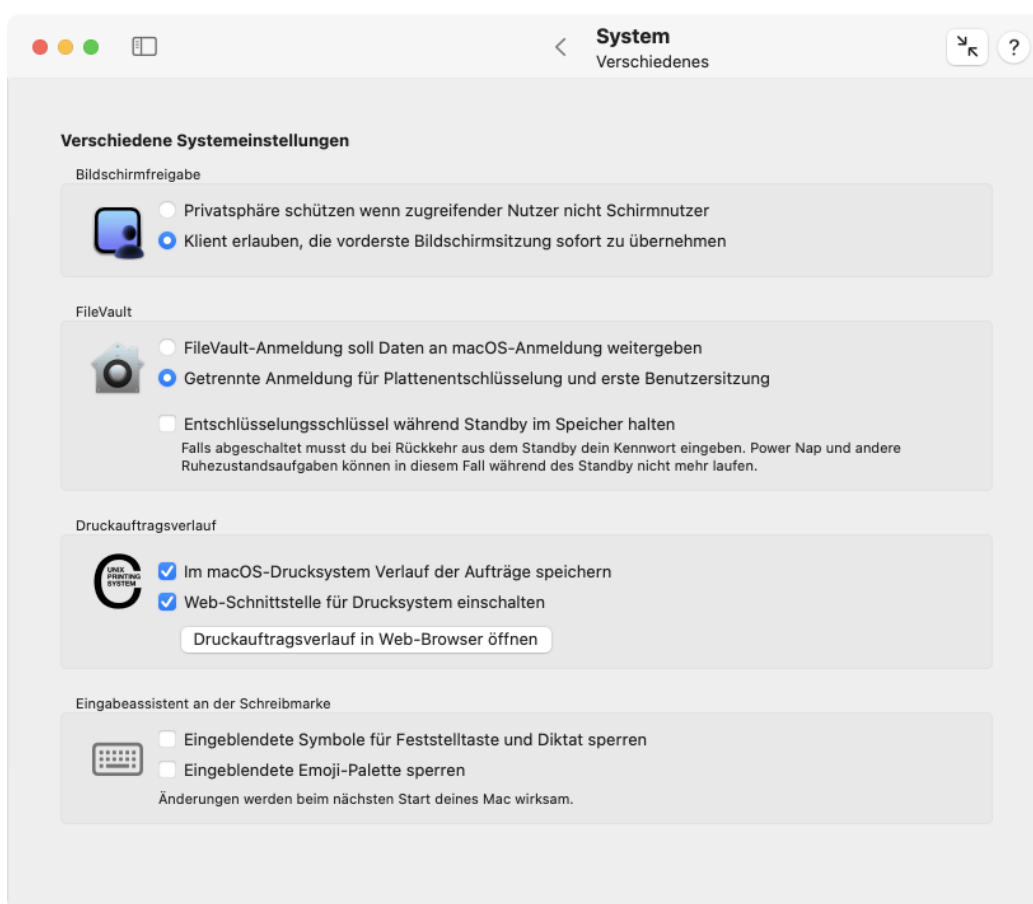 System
Verschiedenes
?
Verschiedene Systemeinstellungen
Bildschirmfreigabe
Privatsphäre schützen wenn zugreifender Nutzer nicht Schirmnutzer
Klient erlauben, die vorderste Bildschirmsitzung sofort zu übernehmen
FileVault
FileVault-Anmeldung soll Daten an macOS-Anmeldung weitergeben
Getrennte Anmeldung für Plattenentschlüsselung und erste Benutzersitzung
Entschlüsselungsschlüssel während Standby im Speicher halten
Falls abgeschaltet musst du bei Rückkehr aus dem Standby dein Kennwort eingeben. Power Nap und andere
Ruhezustandsaufgaben können in diesem Fall während des Standby nicht mehr laufen.
Druckauftragsverlauf
UNIX
PRINTING
SYSTEM
Im macOS-Drucksystem Verlauf der Aufträge speichern
Web-Schnittstelle für Drucksystem einschalten
Druckauftragsverlauf in Web-Browser öffnen
Eingabeassistent an der Schreibmarke
Eingeblendete Symbole für Feststelltaste und Diktat sperren
Eingeblendete Emoji-Palette sperren
Änderungen werden beim nächsten Start deines Mac wirksam.